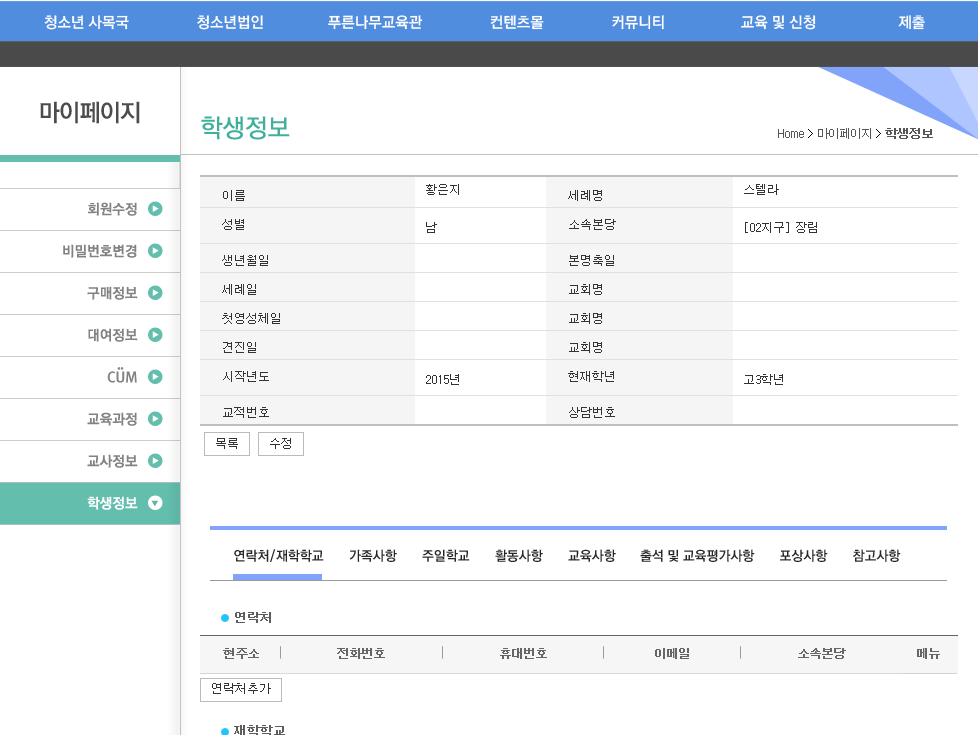 청소년 사목국 청소년법인 푸른나무교육관 컨텐츠몰 커뮤니티 교육 및 신청 제출
마이페이지
학생정보
Home > 마이페이지 > 학생정보
회원수정
비밀번호변경
구매정보
대여정보
CÜM
교육과정
교사정보
학생정보
이름 황은지 세례명 스텔라
성별 남 소속본당 [02지구] 장림
생년월일 본명축일
세례일 교회명
첫영성체일 교회명
견진일 교회명
시작년도 2015년 현재학년 고3학년
교적번호 상담번호
목록 수정
연락처/재학학교 가족사항 주일학교 활동사항 교육사항 출석 및 교육평가사항 포상사항 참고사항
연락처
현주소 전화번호 휴대번호 이메일 소속본당 메뉴
연락처추가
재학학교